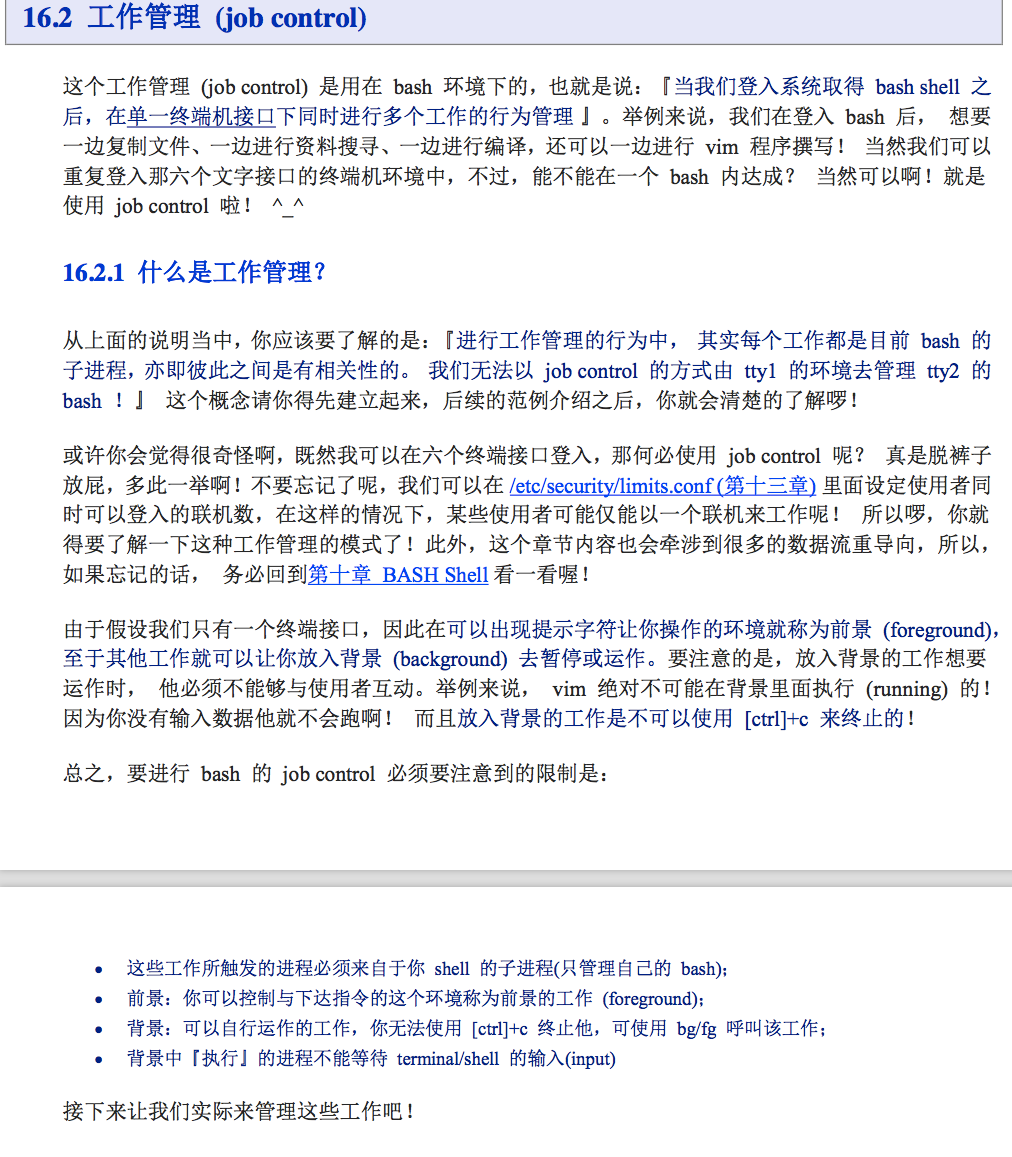 16.2 工作管理 (job control)
这个工作管理 (job control) 是用在 bash 环境下的，也就是说：『当我们登入系统取得 bash shell 之
后，在单一终端机接口下同时进行多个工作的行为管理 』。举例来说，我们在登入 bash 后， 想要
一边复制文件、一边进行资料搜寻、一边进行编译，还可以一边进行 vim 程序撰写！ 当然我们可以
重复登入那六个文字接口的终端机环境中，不过，能不能在一个 bash 内达成？ 当然可以啊！就是
使用 job control 啦！ ^_^
16.2.1 什么是工作管理？
从上面的说明当中，你应该要了解的是：『进行工作管理的行为中， 其实每个工作都是目前 bash 的
子进程，亦即彼此之间是有相关性的。 我们无法以 job control 的方式由 tty1 的环境去管理 tty2 的
bash ！』 这个概念请你得先建立起来，后续的范例介绍之后，你就会清楚的了解啰！
或许你会觉得很奇怪啊，既然我可以在六个终端接口登入，那何必使用 job control 呢？ 真是脱裤子
放屁，多此一举啊！不要忘记了呢，我们可以在 /etc/security/limits.conf (第十三章) 里面设定使用者同
时可以登入的联机数，在这样的情况下，某些使用者可能仅能以一个联机来工作呢！ 所以啰，你就
得要了解一下这种工作管理的模式了！此外，这个章节内容也会牵涉到很多的数据流重导向，所以，
如果忘记的话， 务必回到第十章 BASH Shell 看一看喔！
由于假设我们只有一个终端接口，因此在可以出现提示字符让你操作的环境就称为前景 (foreground)，
至于其他工作就可以让你放入背景 (background) 去暂停或运作。要注意的是，放入背景的工作想要
运作时， 他必须不能够与使用者互动。举例来说， vim 绝对不可能在背景里面执行 (running) 的！
因为你没有输入数据他就不会跑啊！ 而且放入背景的工作是不可以使用 [ctrl]+c 来终止的！
总之，要进行 bash 的 job control 必须要注意到的限制是：
• 这些工作所触发的进程必须来自于你 shell 的子进程(只管理自己的 bash)；
• 前景：你可以控制与下达指令的这个环境称为前景的工作 (foreground)；
• 背景：可以自行运作的工作，你无法使用 [ctrl]+c 终止他，可使用 bg/fg 呼叫该工作；
• 背景中『执行』的进程不能等待 terminal/shell 的输入(input)
接下来让我们实际来管理这些工作吧！